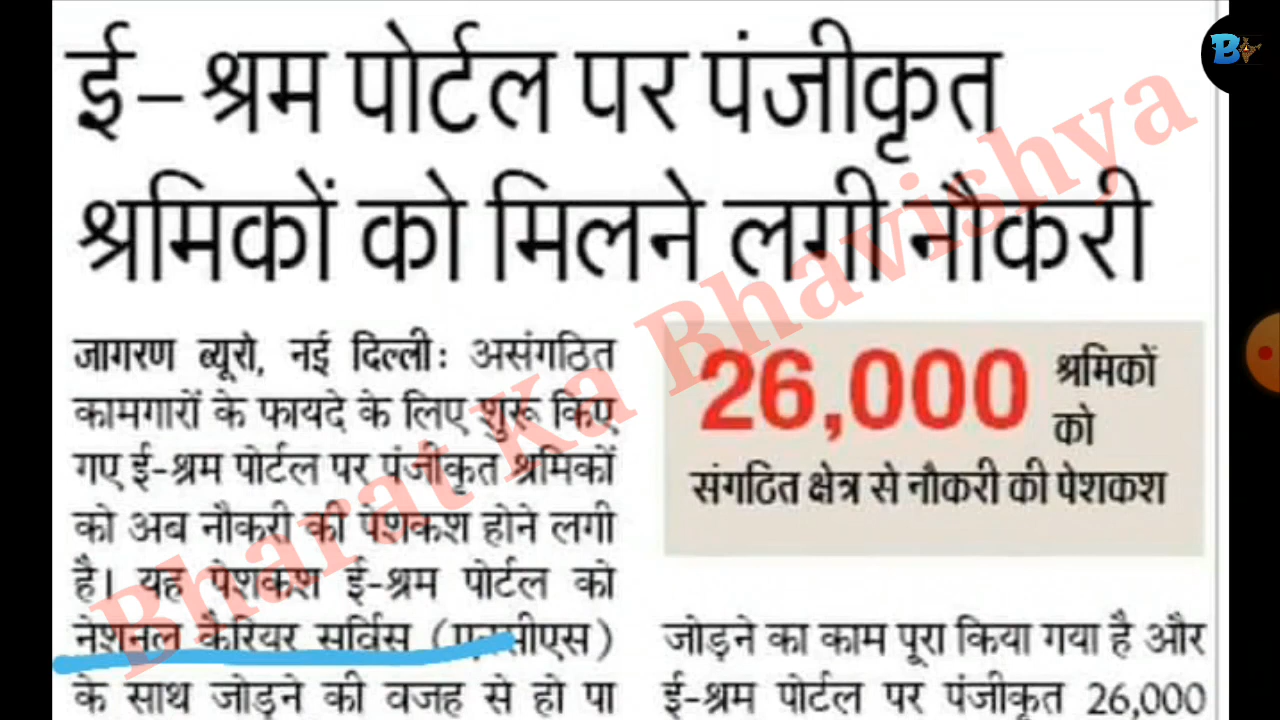 ई-श्रम पोर्टल पर पंजीकृत
श्रमिकों को मिलने लगी नौकरी
जागरण ब्यूरो, नई दिल्ली: असंगठित
कामगारों के फायदे के लिए शुरू किए
गए ई-श्रम पोर्टल पर पंजीकृत श्रमिकों
को अब नौकरी की पेशकश होने लगी
है। यह पेशकश ई-श्रम पोर्टल को
नेशनल कैरियर सर्विस (एनसीएस)
के साथ जोड़ने की वजह से हो पा
26,000 श्रमिकों
को
संगठित क्षेत्र से नौकरी की पेशकश
जोड़ने का काम पूरा किया गया है और
ई-श्रम पोर्टल पर पंजीकृत 26,000
Bharat Ka Bhavishya
B